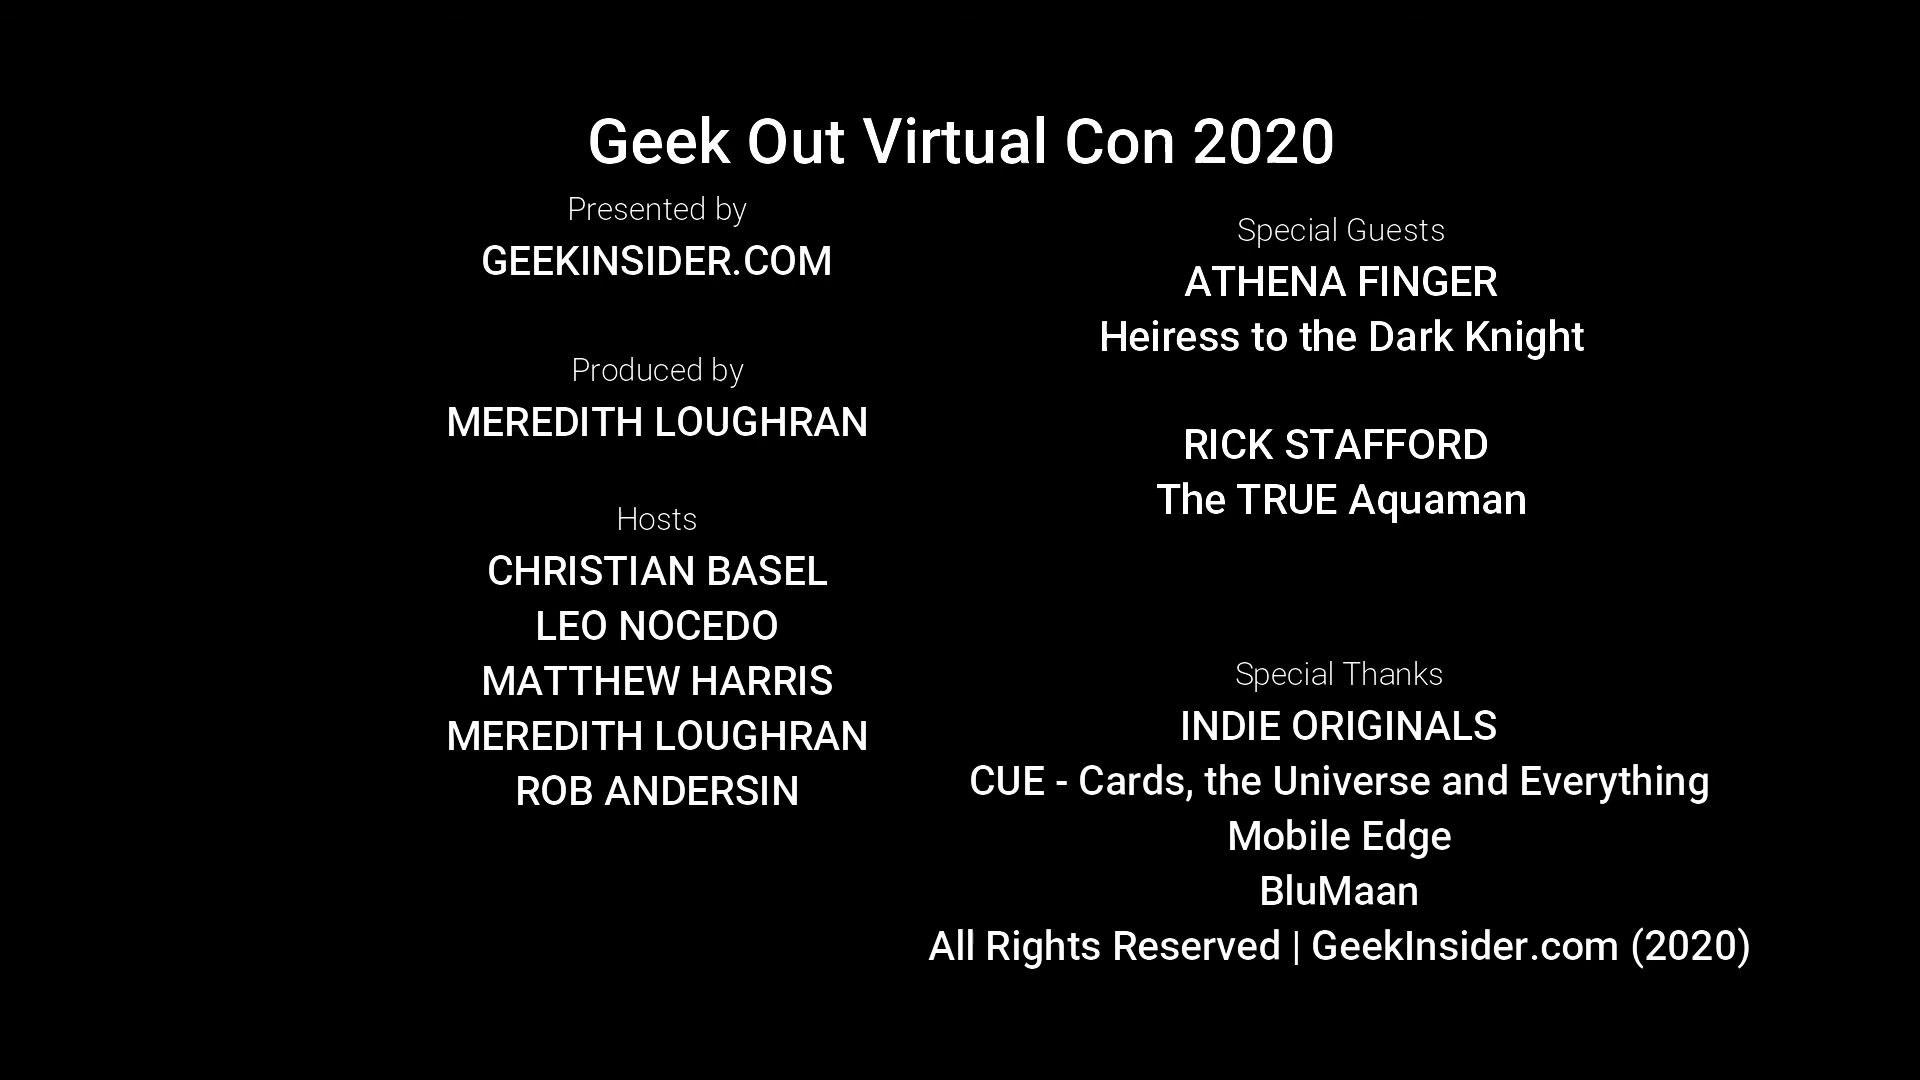 Geek Out Virtual Con 2020
Presented by
GEEKINSIDER.COM
Produced by
MEREDITH LOUGHRAN
Hosts
CHRISTIAN BASEL
LEO NOCEDO
MATTHEW HARRIS
MEREDITH LOUGHRAN
ROB ANDERSIN
Special Guests
ATHENA FINGER
Heiress to the Dark Knight
RICK STAFFORD
The TRUE Aquaman
Special Thanks
INDIE ORIGINALS
CUE - Cards, the Universe and Everything
Mobile Edge
BluMaan
All Rights Reserved | GeekInsider.com (2020)